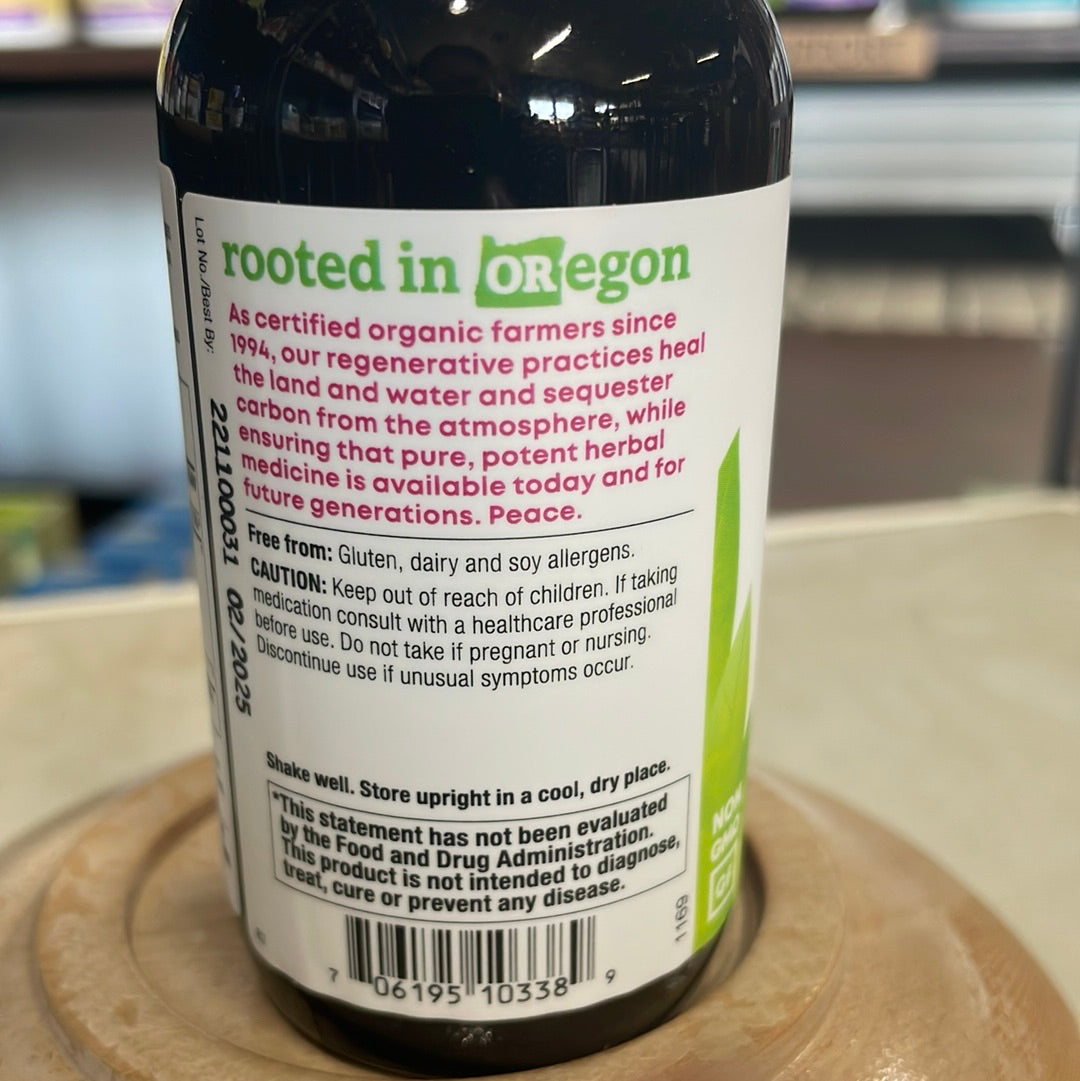 rooted in ORegon
As certified organic farmers since
1994, our regenerative practices heal
the land and water and sequester
carbon from the atmosphere, while
ensuring that pure, potent herbal
medicine is available today and for
future generations. Peace.
Free from: Gluten, dairy and soy allergens.
CAUTION: Keep out of reach of children. If taking
medication consult with a healthcare professional
before use. Do not take if pregnant or nursing.
Discontinue use if unusual symptoms occur.
Shake well. Store upright in a cool, dry place.
*This statement has not been evaluated
by the Food and Drug Administration.
This product is not intended to diagnose,
treat, cure or prevent any disease.
7 06195 10338 9
1169
Lot No./Best By:
221100031 02/2025
NON
GMO
GF